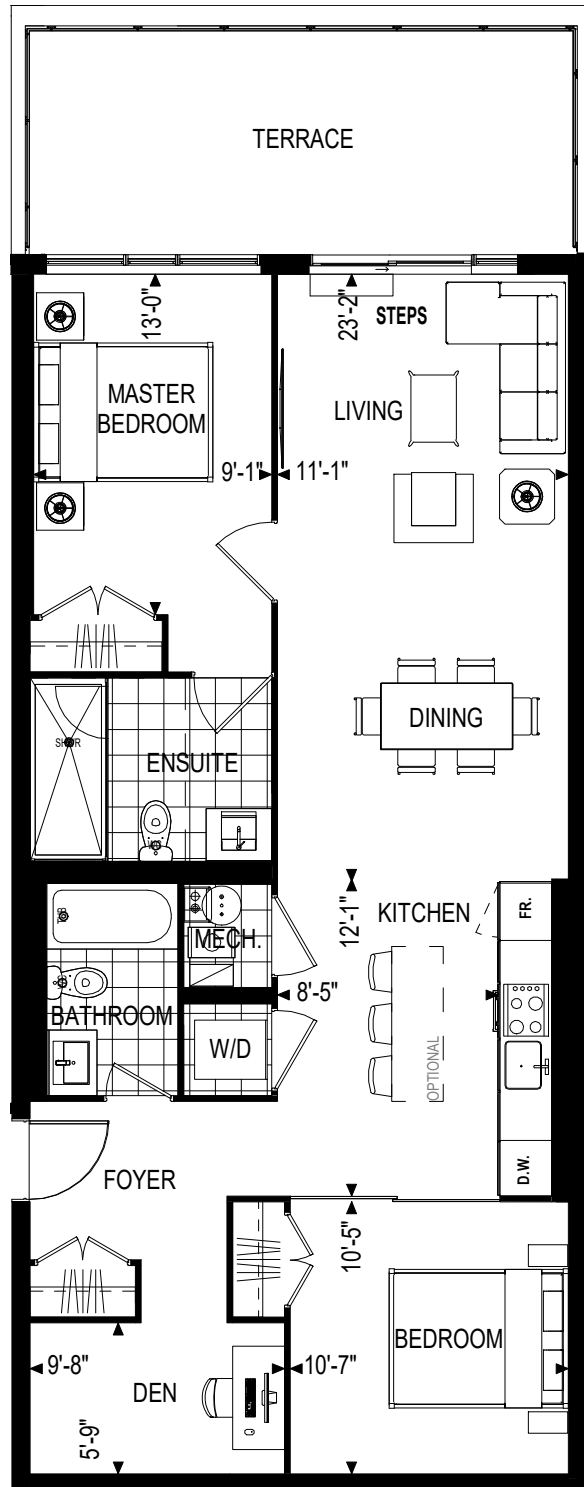 TERRACE
13'-0"
23'-2"
STEPS
MASTER
BEDROOM
LIVING
9'-1"
11'-1"
DINING
ENSUITE
KITCHEN
FR.
12'-1"
MECH.
8'-5"
BATHROOM
W/D
OPTIONAL
D.W.
FOYER
10'-5"
BEDROOM
9'-8"
10'-7"
DEN
5'-9"